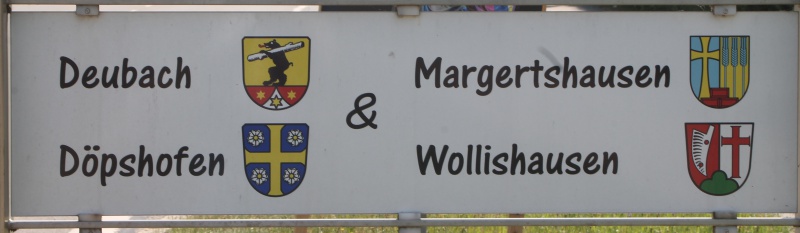 Deubach
Döpshofen
&
Margertshausen
Wollishausen